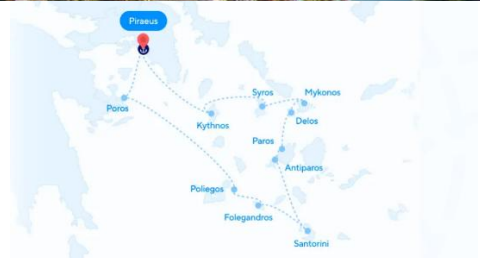 Piraeus
Syros
Mykonos
Poros
Delos
Kythnos
Paros
Antiparos
Poliegos
Folegandros
Santorini